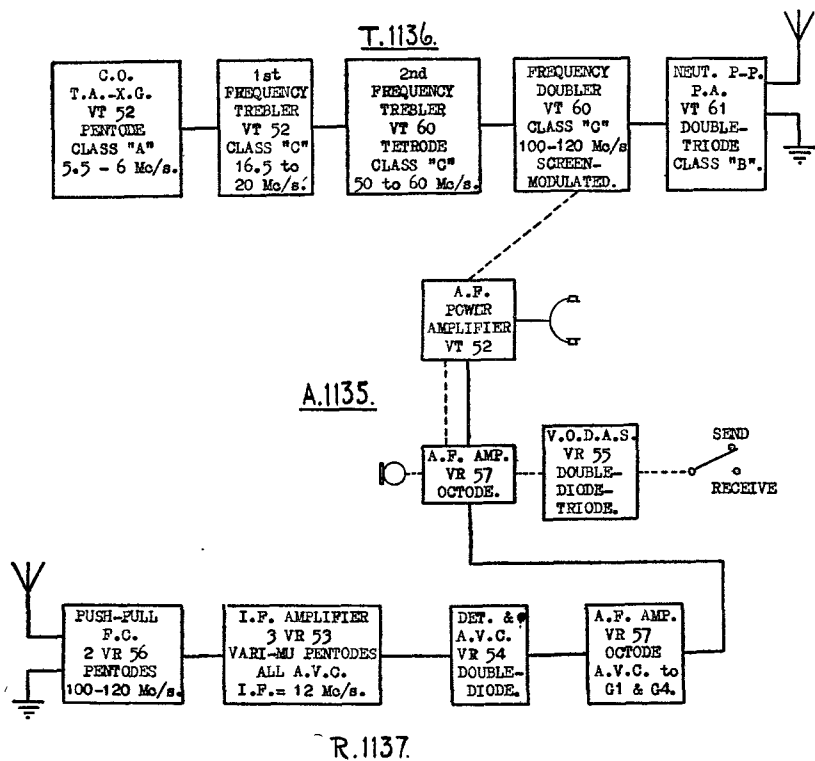 T.1136.
C.O.
T.A.-X.G.
VT 52
PENTODE
CLASS "A"
5.5 - 6 Mc/s.
1st
FREQUENCY
TREBLER
VT 52
CLASS "C"
16.5 to
20 Mc/s.
2nd
FREQUENCY
TREBLER
VT 60
TETRODE
CLASS "C"
50 to 60 Mc/s.
FREQUENCY
DOUBLER
VT 60
CLASS "C"
100-120 Mc/s
SCREEN-
MODULATED.
NEUT. P-P.
P.A.
VT 61
DOUBLE-
TRIODE
CLASS "B".
A.F.
POWER
AMPLIFIER
VT 52
A.1135.
A.F. AMP.
VR 57
OCTODE.
V.O.D.A.S.
VR 55
DOUBLE-
DIODE-
TRIODE.
SEND
RECEIVE
PUSH-PULL
F.C.
2 VR 56
PENTODES
100-120 Mc/s.
I.F. AMPLIFIER
3 VR 53
VARI-MU PENTODES
ALL A.V.C.
I.F.= 12 Mc/s.
DET. &
A.V.C.
VR 54
DOUBLE-
DIODE.
A.F. AMP.
VR 57
OCTODE
A.V.C. to
G1 & G4.
R.1137.